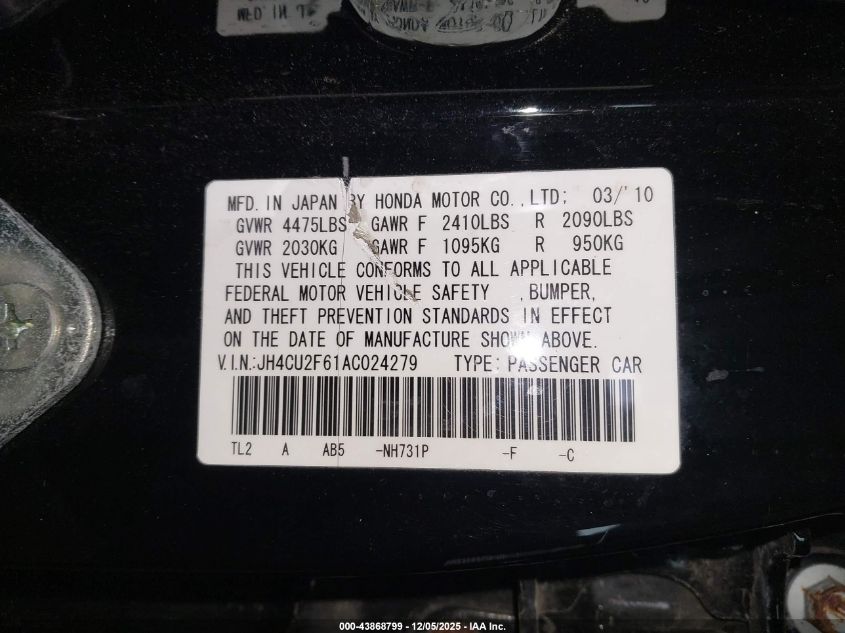 MFD IN
MFD. IN JAPAN BY HONDA MOTOR CO., LTD; 03/'10
GVWR 4475LBS GAWR F 2410LBS R 2090LBS
GVWR 2030KG GAWR F 1095KG R 950KG
THIS VEHICLE CONFORMS TO ALL APPLICABLE
FEDERAL MOTOR VEHICLE SAFETY , BUMPER,
AND THEFT PREVENTION STANDARDS IN EFFECT
ON THE DATE OF MANUFACTURE SHOWN ABOVE.
V.I.N.:JH4CU2F61AC024279 TYPE: PASSENGER CAR
TL2 A AB5 -NH731P -F -C
000-43868799 - 12/05/2025 - IAA Inc.